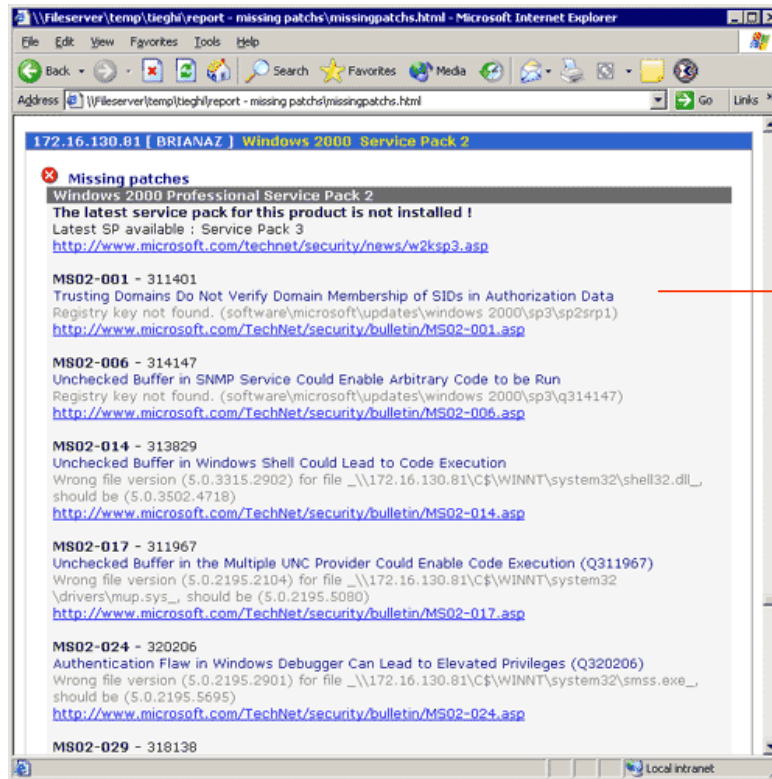 \\Fileserver\temp\tieghi\report - missing patchs\missingpatchs.html - Microsoft Internet Explorer
File Edit View Favorites Tools Help
Back Search Favorites Media
Address \\Fileserver\temp\tieghi\report - missing patchs\missingpatchs.html Go Links
172.16.130.81 [ BRIANAZ ] Windows 2000 Service Pack 2
Missing patches
Windows 2000 Professional Service Pack 2
The latest service pack for this product is not installed !
Latest SP available : Service Pack 3
http://www.microsoft.com/technet/security/news/w2ksp3.asp
MS02-001 - 311401
Trusting Domains Do Not Verify Domain Membership of SIDs in Authorization Data
Registry key not found. (software\microsoft\updates\windows 2000\sp3\sp2srp1)
http://www.microsoft.com/TechNet/security/bulletin/MS02-001.asp
MS02-006 - 314147
Unchecked Buffer in SNMP Service Could Enable Arbitrary Code to be Run
Registry key not found. (software\microsoft\updates\windows 2000\sp3\q314147)
http://www.microsoft.com/TechNet/security/bulletin/MS02-006.asp
MS02-014 - 313829
Unchecked Buffer in Windows Shell Could Lead to Code Execution
Wrong file version (5.0.3315.2902) for file _\\172.16.130.81\C$\WINNT\system32\shell32.dll_,
should be (5.0.3502.4718)
http://www.microsoft.com/TechNet/security/bulletin/MS02-014.asp
MS02-017 - 311967
Unchecked Buffer in the Multiple UNC Provider Could Enable Code Execution (Q311967)
Wrong file version (5.0.2195.2104) for file _\\172.16.130.81\C$\WINNT\system32
\drivers\mup.sys_, should be (5.0.2195.5080)
http://www.microsoft.com/TechNet/security/bulletin/MS02-017.asp
MS02-024 - 320206
Authentication Flaw in Windows Debugger Can Lead to Elevated Privileges (Q320206)
Wrong file version (5.0.2195.2901) for file _\\172.16.130.81\C$\WINNT\system32\smss.exe_,
should be (5.0.2195.5695)
http://www.microsoft.com/TechNet/security/bulletin/MS02-024.asp
MS02-029 - 318138
Local intranet